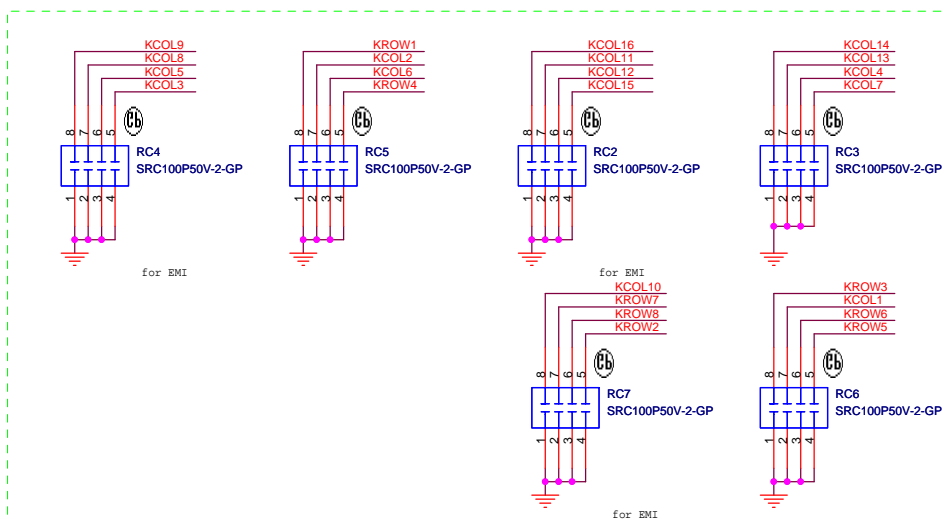 KCOL9
KCOL8
KCOL5
KCOL3
8 7 6 5
RC4
SRC100P50V-2-GP
1 2 3 4
KROW1
KCOL2
KCOL6
KROW4
8 7 6 5
RC5
SRC100P50V-2-GP
1 2 3 4
KCOL16
KCOL11
KCOL12
KCOL15
8 7 6 5
RC2
SRC100P50V-2-GP
1 2 3 4
KCOL14
KCOL13
KCOL4
KCOL7
8 7 6 5
RC3
SRC100P50V-2-GP
1 2 3 4
for EMI
for EMI
KCOL10
KROW7
KROW8
KROW2
8 7 6 5
RC7
SRC100P50V-2-GP
1 2 3 4
KROW3
KCOL1
KROW6
KROW5
8 7 6 5
RC6
SRC100P50V-2-GP
1 2 3 4
for EMI